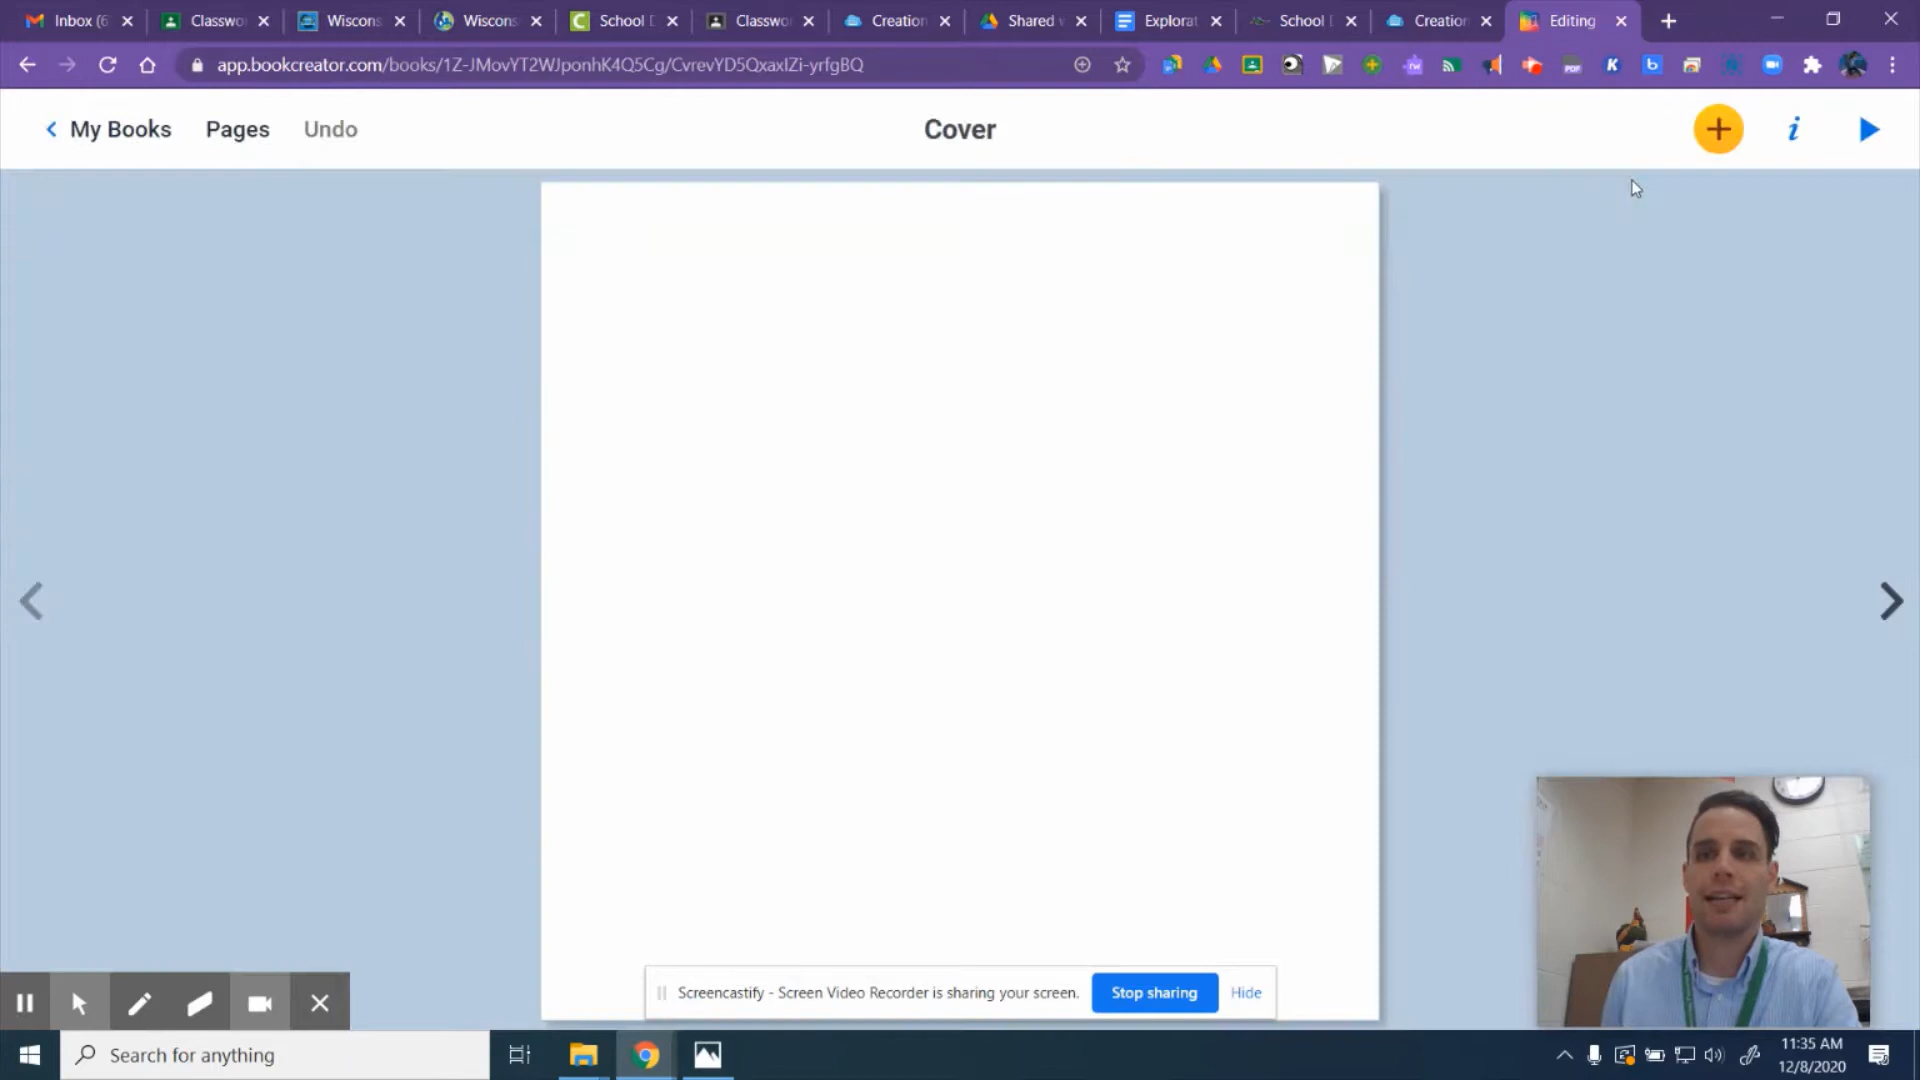 Inbox (6
Classwo
Wiscons
Wiscons
School D
Classwo
Creation
Shared w
Explorat
School D
Creation
Editing
app.bookcreator.com/books/1Z-JMovYT2WJponhK4Q5Cg/CvrevYD5QxaxIZi-yrfgBQ
My Books
Pages
Undo
Cover
Screencastify - Screen Video Recorder is sharing your screen.
Stop sharing
Hide
Search for anything
11:35 AM
12/8/2020